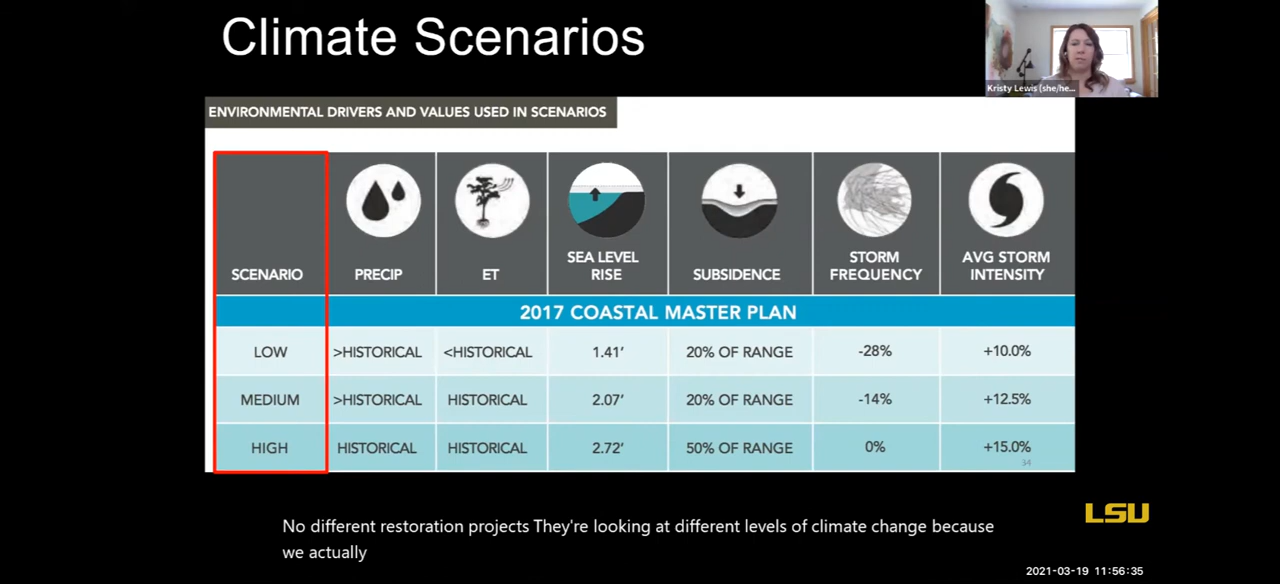 Climate Scenarios
Kristy Lewis (she/he...
ENVIRONMENTAL DRIVERS AND VALUES USED IN SCENARIOS
SCENARIO PRECIP ET SEA LEVEL RISE SUBSIDENCE STORM FREQUENCY AVG STORM INTENSITY
2017 COASTAL MASTER PLAN
LOW >HISTORICAL <HISTORICAL 1.41’ 20% OF RANGE -28% +10.0%
MEDIUM >HISTORICAL HISTORICAL 2.07’ 20% OF RANGE -14% +12.5%
HIGH HISTORICAL HISTORICAL 2.72’ 50% OF RANGE 0% +15.0%
34
No different restoration projects They're looking at different levels of climate change because
we actually
LSU
2021-03-19 11:56:35